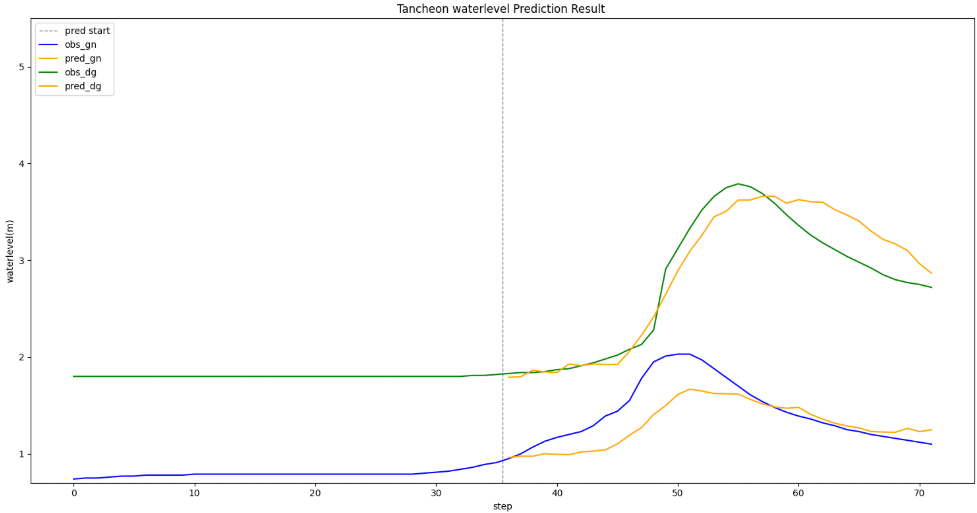 Tancheon waterlevel Prediction Result
pred start
obs_gn
pred_gn
obs_dg
pred_dg
waterlevel(m)
5
4
3
2
1
0 10 20 30 40 50 60 70
step